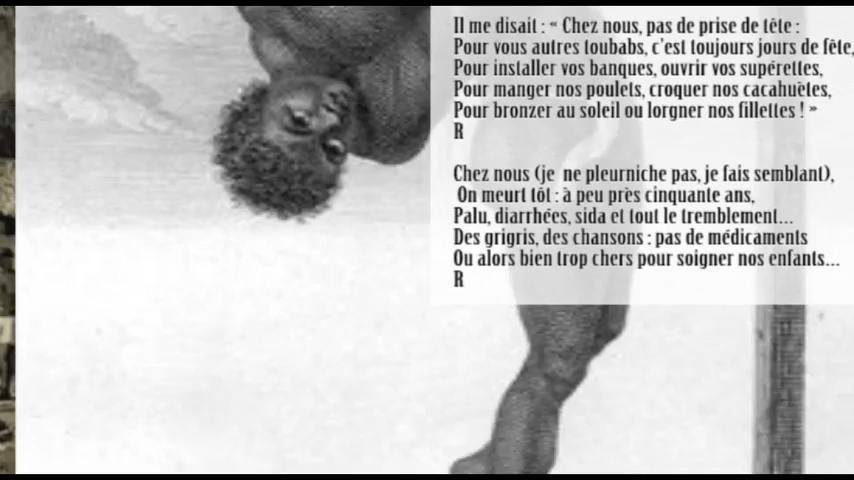 Il me disait : « Chez nous, pas de prise de tête :
Pour vous autres toubabs, c'est toujours jours de fête,
Pour installer vos banques, ouvrir vos supérettes,
Pour manger nos poulets, croquer nos cacahuètes,
Pour bronzer au soleil ou lorgner nos fillettes ! »
R
Chez nous (je ne pleurniche pas, je fais semblant),
On meurt tôt : à peu près cinquante ans,
Palu, diarrhées, sida et tout le tremblement...
Des grigris, des chansons : pas de médicaments
Ou alors bien trop chers pour soigner nos enfants...
R